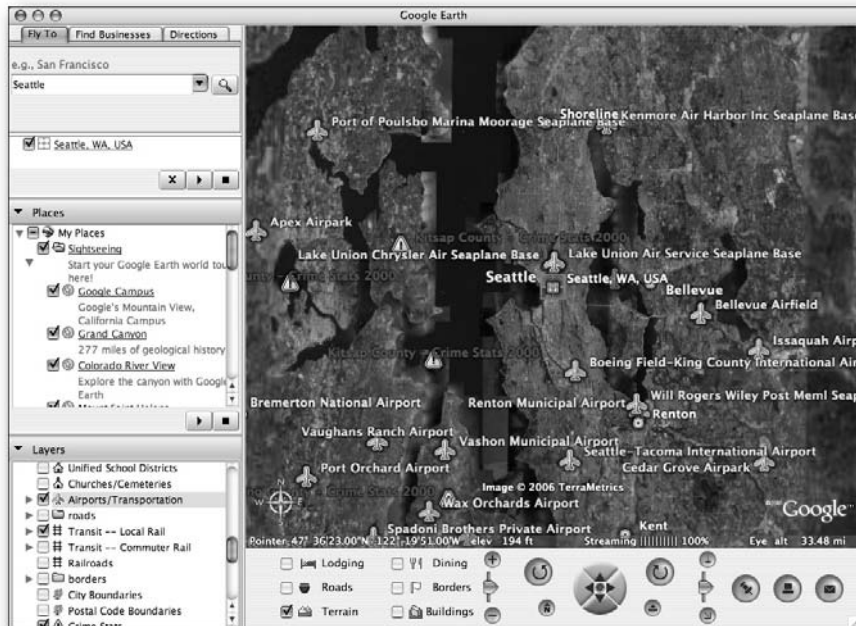 Google Earth
Fly To
Find Businesses
Directions
e.g., San Francisco
Seattle
Seattle, WA, USA
Places
My Places
Sightseeing
Start your Google Earth world tou
here!
Google Campus
Google's Mountain View,
California Campus
Grand Canyon
277 miles of geological history
Colorado River View
Explore the canyon with Google
Earth
Layers
Unified School Districts
Churches/Cemeteries
Airports/Transportation
roads
Transit -- Local Rail
Transit -- Commuter Rail
Railroads
borders
City Boundaries
Postal Code Boundaries
Crime Stats
Shoreline
Kenmore Air Harbor Inc Seaplane Base
Port of Poulsbo Marina Moorage Seaplane Base
Apex Airpark
Kitsap County - Crime Stats 2000
Lake Union Chrysler Air Seaplane Base
Lake Union Air Service Seaplane Base
unty - Crime Stats 2000
Seattle
Seattle, WA, USA
Bellevue
Bellevue Airfield
Issaquah Airp
Kitsap County - Crime Stats 2000
Boeing Field-King County International Air
Bremerton National Airport
Renton Municipal Airport
Will Rogers Wiley Post Meml Seap
Renton
Vaughans Ranch Airport
Vashon Municipal Airport
Seattle-Tacoma International Airport
Port Orchard Airport
Cedar Grove Airpark
Image © 2006 TerraMetrics
Crime Stats 2000
Wax Orchards Airport
N
Google
Spadoni Brothers Private Airport
Kent
Pointer 47° 36'23.00"N -122° 19'51.00"W elev 194 ft
Streaming |||||||||| 100%
Eye alt 33.48 mi
Lodging
Dining
Roads
Borders
Terrain
Buildings